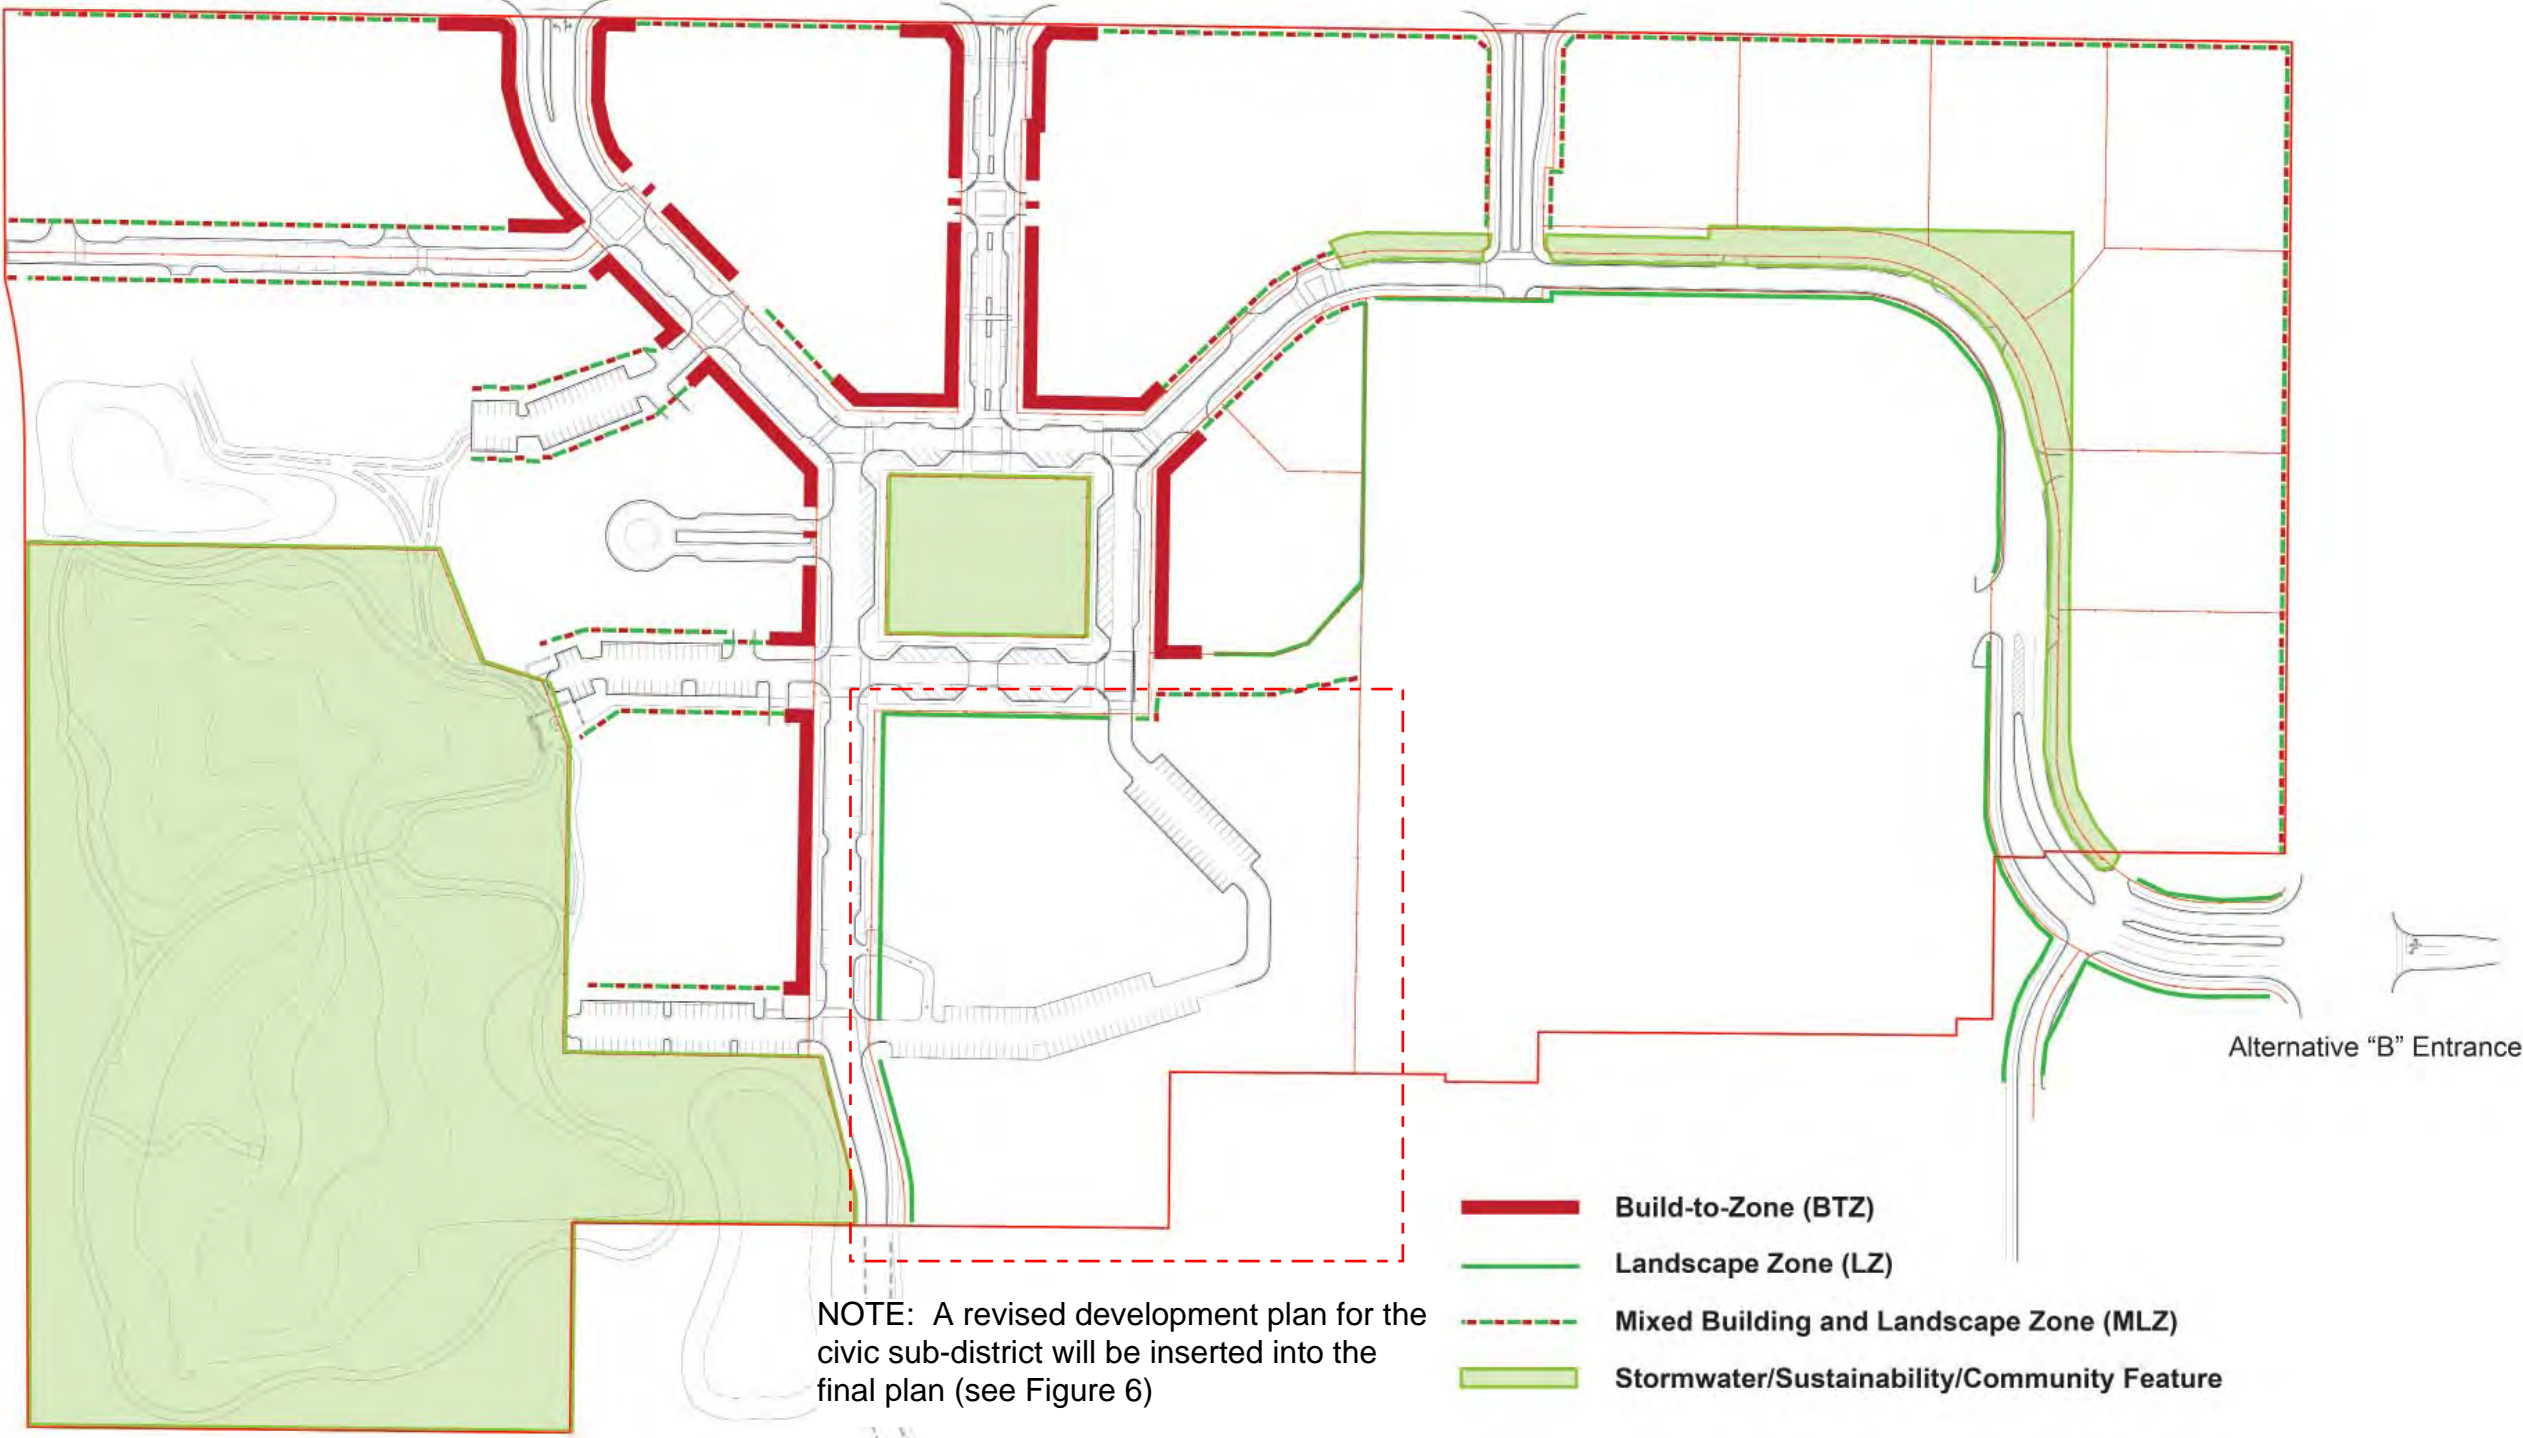 Alternative “B” Entrance
Build-to-Zone (BTZ)
Landscape Zone (LZ)
Mixed Building and Landscape Zone (MLZ)
Stormwater/Sustainability/Community Feature
NOTE:  A revised development plan for the
civic sub-district will be inserted into the
final plan (see Figure 6)